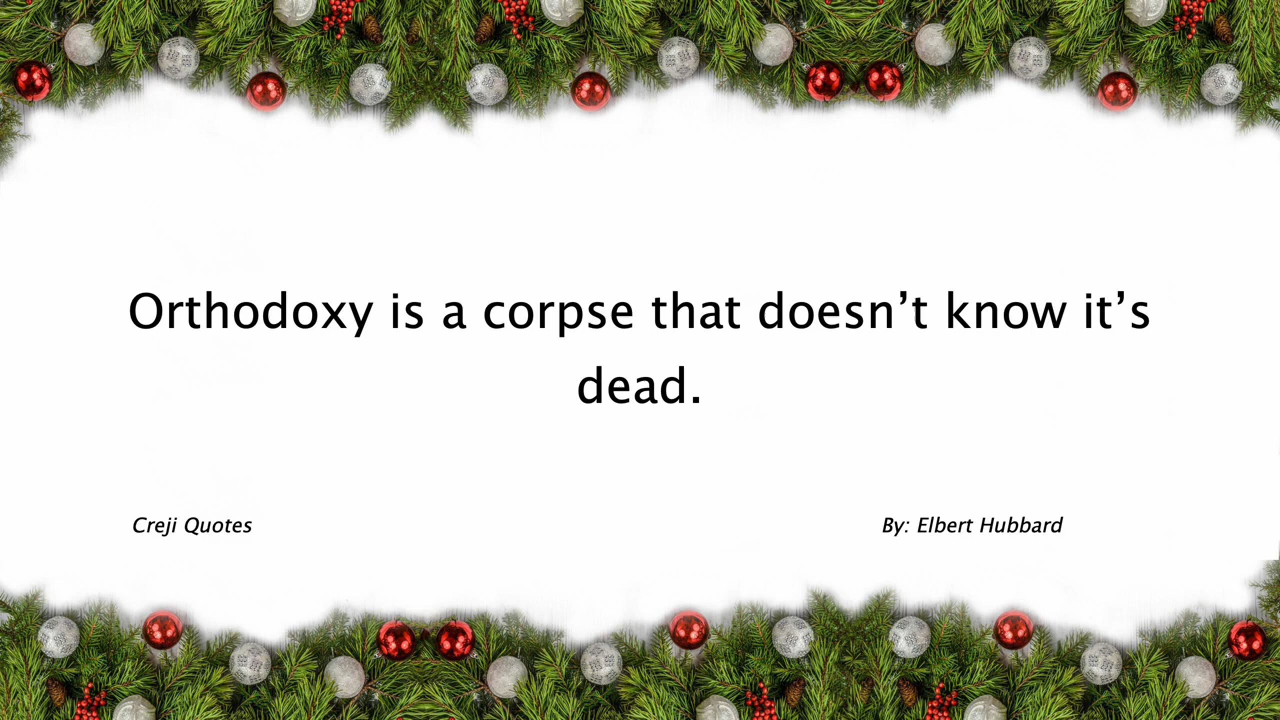 Orthodoxy is a corpse that doesn’t know it’s
dead.
Creji Quotes
By: Elbert Hubbard